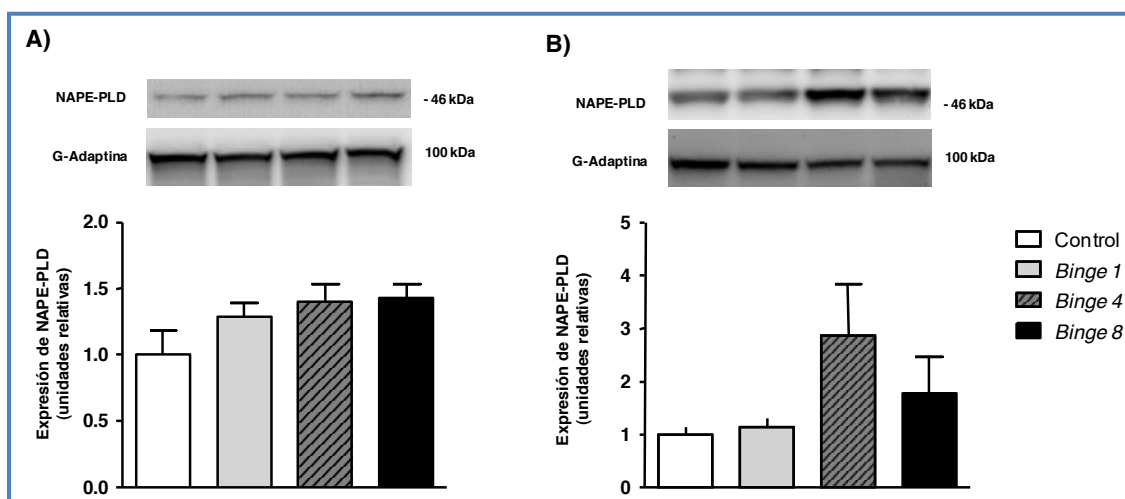 A)
NAPE-PLD
- 46 kDa
G-Adaptina
100 kDa
Expresión de NAPE-PLD
(unidades relativas)
2.0
1.5
1.0
0.5
0.0
B)
NAPE-PLD
- 46 kDa
G-Adaptina
100 kDa
Expresión de NAPE-PLD
(unidades relativas)
5
4
3
2
1
0
Control
Binge 1
Binge 4
Binge 8